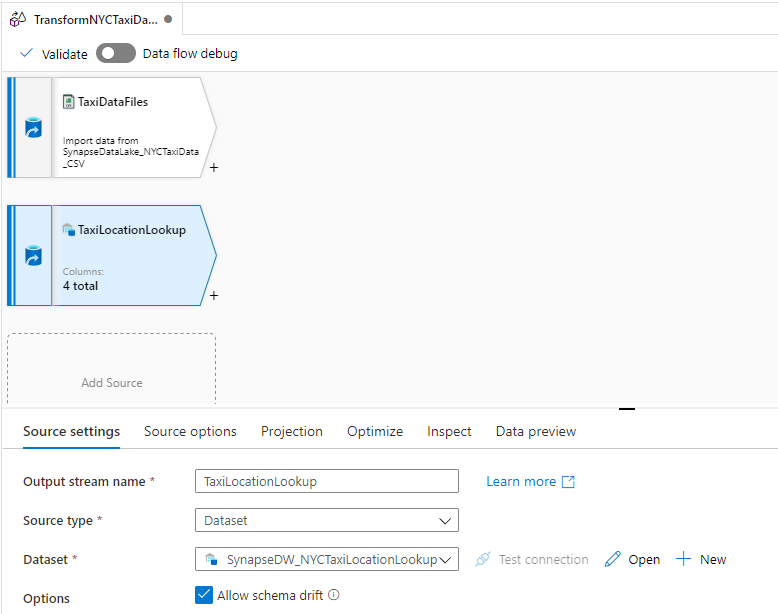 TransformNYCTaxiDa...
Validate Data flow debug
TaxiDataFiles
Import data from
SynapseDataLake_NYCTaxiData
_CSV
+
TaxiLocationLookup
Columns:
4 total
+
Add Source
Source settings Source options Projection Optimize Inspect Data preview
Output stream name * TaxiLocationLookup Learn more
Source type * Dataset
Dataset * SynapseDW_NYCTaxiLocationLookup Test connection Open New
Options Allow schema drift